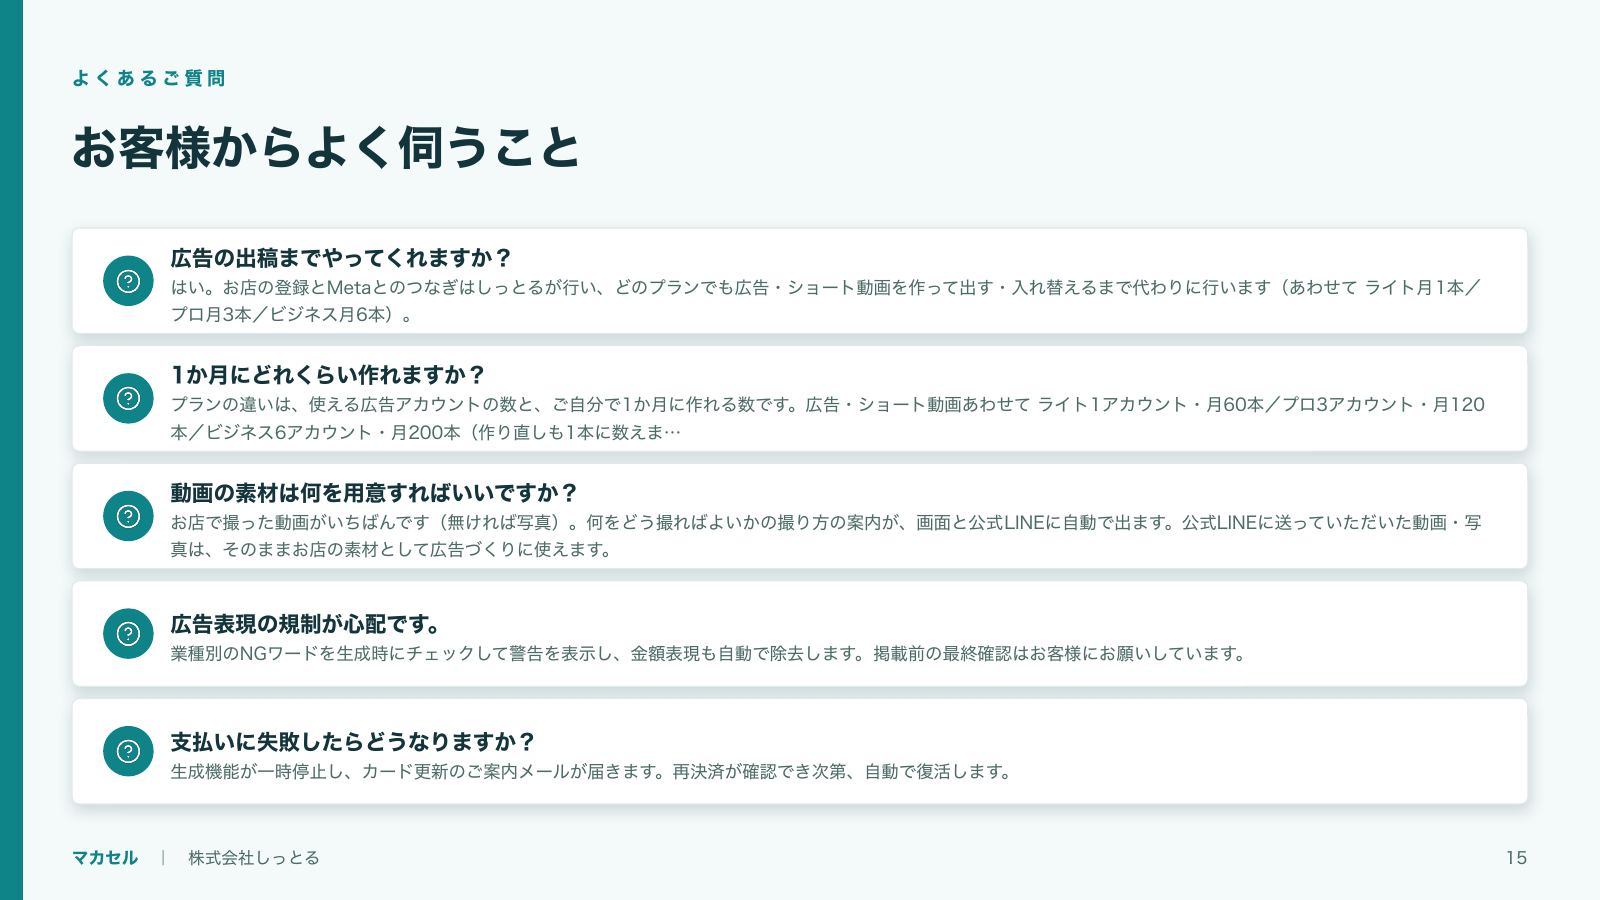 よくあるご質問
お客様からよく伺うこと
広告の出稿までやってくれますか？
はい。お店の登録とMetaとのつなぎはしっとるが行い、どのプランでも広告・ショート動画を作って出す・入れ替えるまで代わりに行います（あわせて ライト月1本／
プロ月3本／ビジネス月6本）。
1か月にどれくらい作れますか？
プランの違いは、使える広告アカウントの数と、ご自分で1か月に作れる数です。広告・ショート動画あわせて ライト1アカウント・月60本／プロ3アカウント・月120
本／ビジネス6アカウント・月200本（作り直しも1本に数えま…
動画の素材は何を用意すればいいですか？
お店で撮った動画がいちばんです（無ければ写真）。何をどう撮ればよいかの撮り方の案内が、画面と公式LINEに自動で出ます。公式LINEに送っていただいた動画・写
真は、そのままお店の素材として広告づくりに使えます。
広告表現の規制が心配です。
業種別のNGワードを生成時にチェックして警告を表示し、金額表現も自動で除去します。掲載前の最終確認はお客様にお願いしています。
支払いに失敗したらどうなりますか？
生成機能が一時停止し、カード更新のご案内メールが届きます。再決済が確認でき次第、自動で復活します。
マカセル ｜ 株式会社しっとる
15